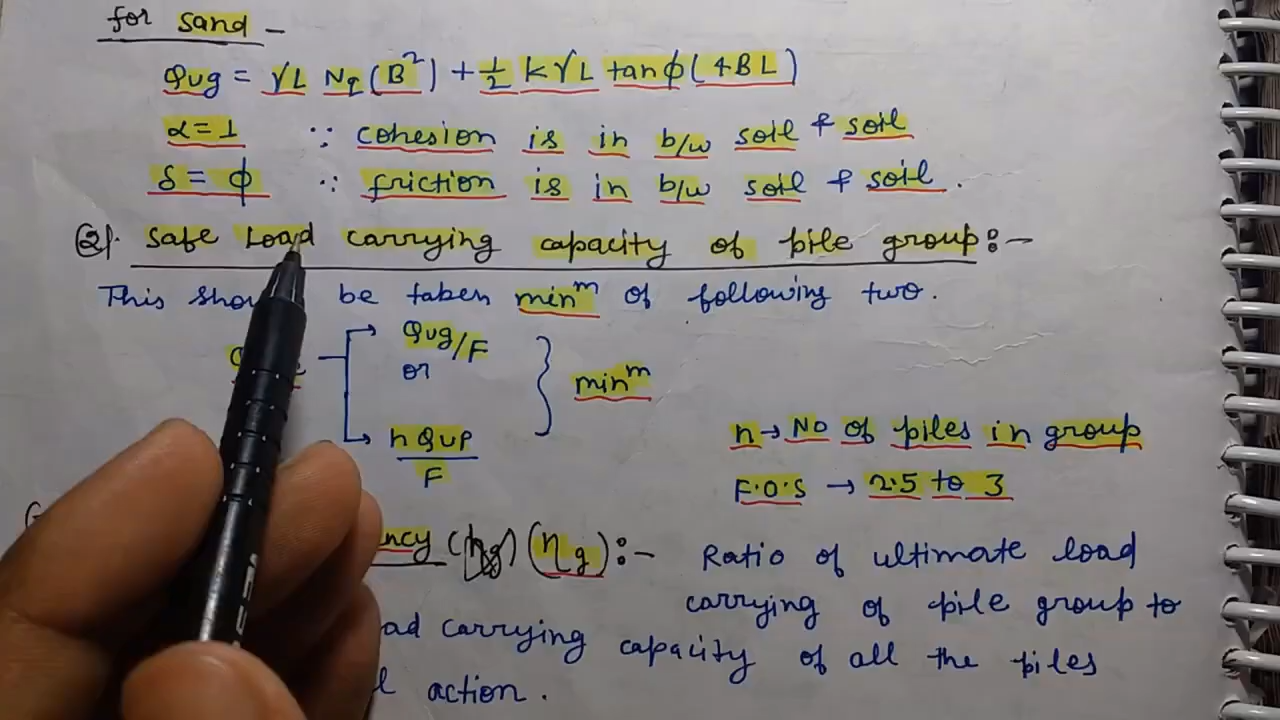 for sand -
Qug = γL Nq (B²) + ½ kγL tanϕ (4BL)
α = 1 ∵ cohesion is in b/w soil & soil
δ = ϕ ∵ friction is in b/w soil & soil.
Q1. Safe Load carrying capacity of pile group :-
This be taken minᵐ of following two.
Qug/F
or
minᵐ
nQup
F
n → No of piles in group
F.O.S → 2.5 to 3
ency (ηg) :- Ratio of ultimate load
carrying of pile group to
ad carrying capacity of all the piles
l action.